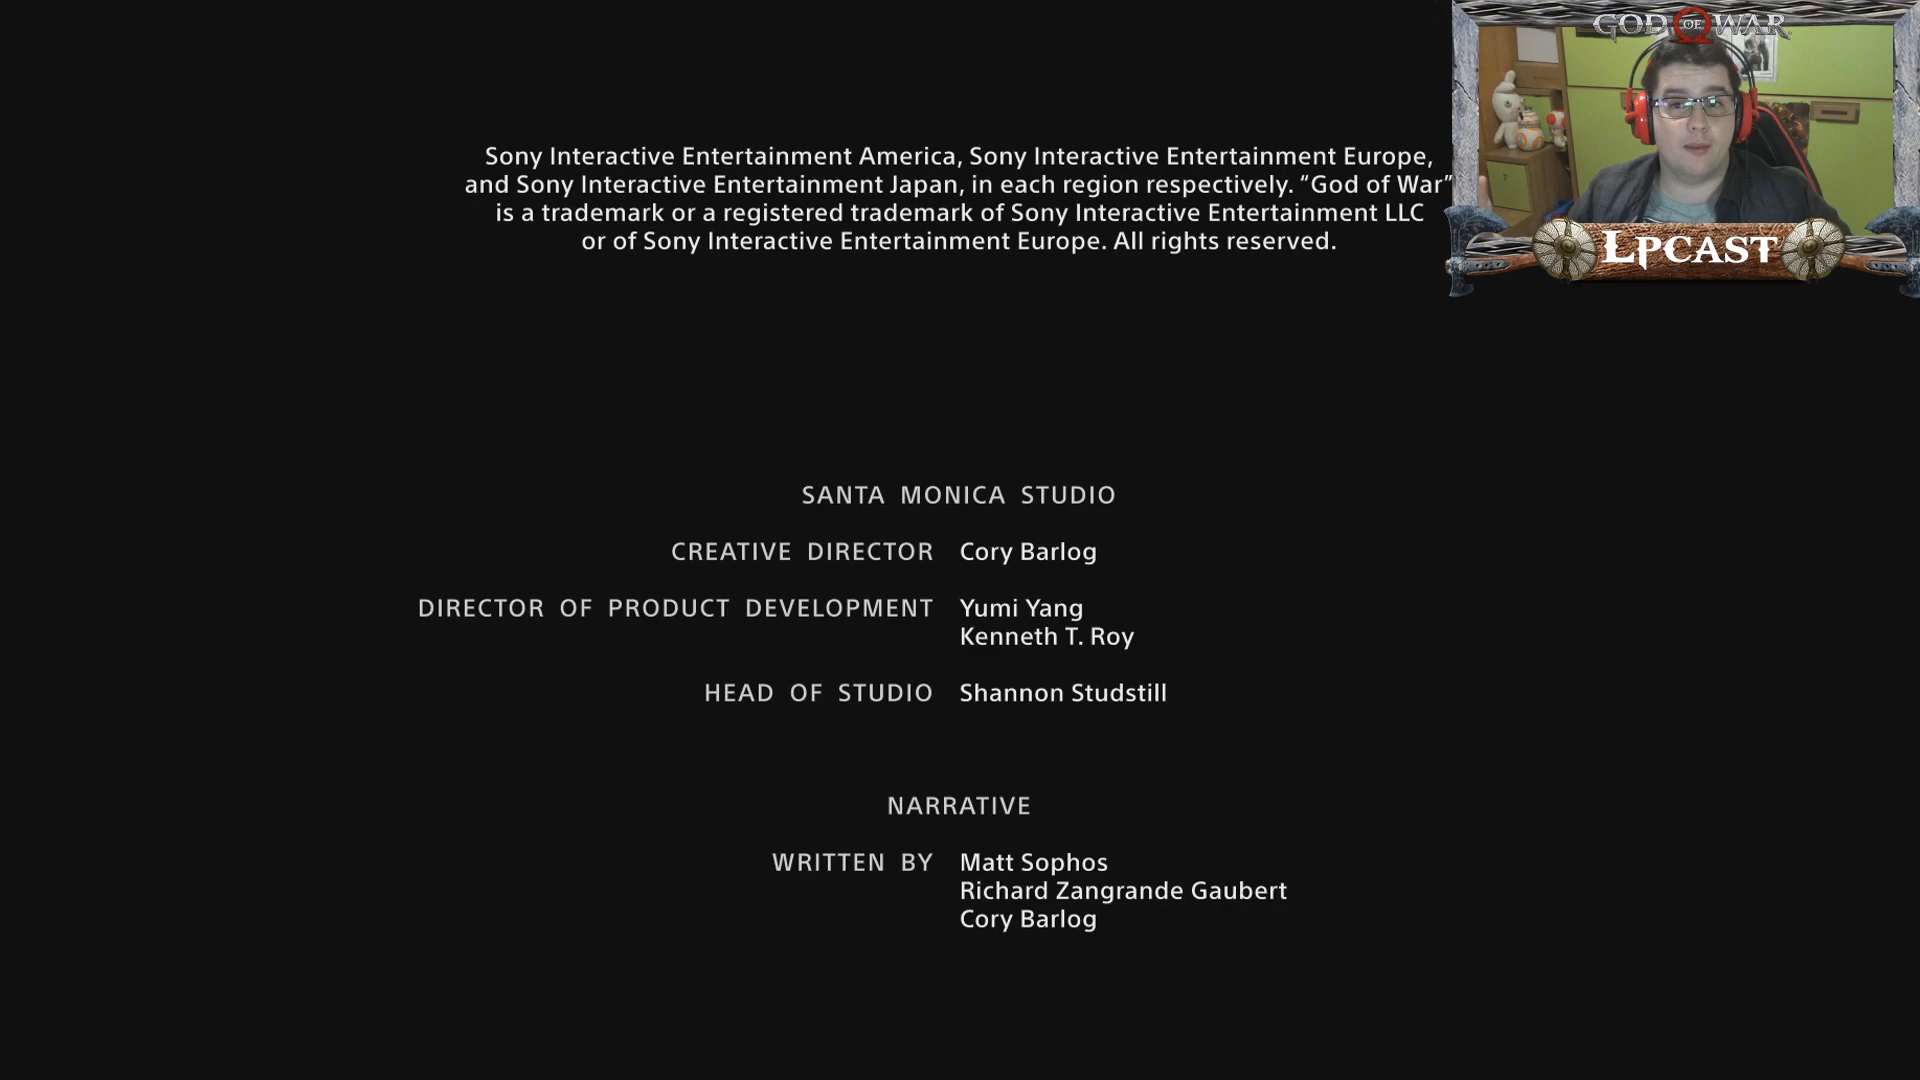 Sony Interactive Entertainment America, Sony Interactive Entertainment Europe,
and Sony Interactive Entertainment Japan, in each region respectively. “God of War”
is a trademark or a registered trademark of Sony Interactive Entertainment LLC
or of Sony Interactive Entertainment Europe. All rights reserved.
GOD OF WAR
LPCAST
SANTA MONICA STUDIO
CREATIVE DIRECTOR Cory Barlog
DIRECTOR OF PRODUCT DEVELOPMENT Yumi Yang
Kenneth T. Roy
HEAD OF STUDIO Shannon Studstill
NARRATIVE
WRITTEN BY Matt Sophos
Richard Zangrande Gaubert
Cory Barlog